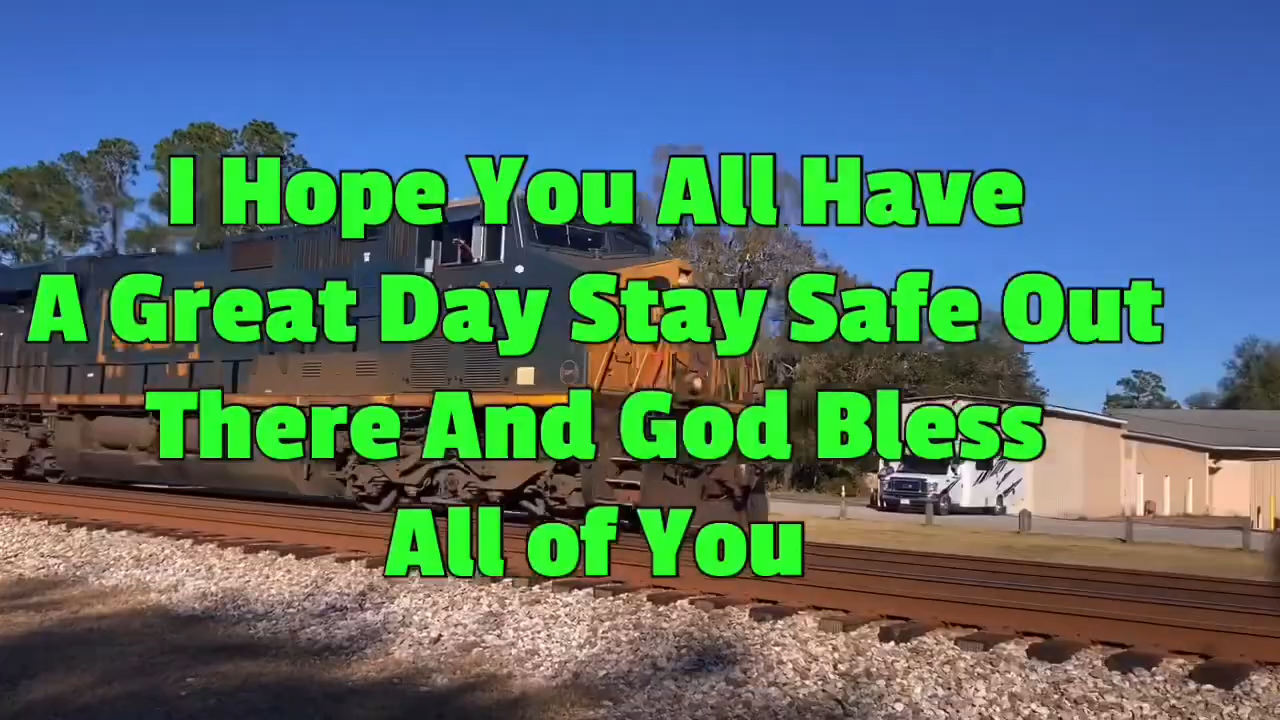 I Hope You All Have
A Great Day Stay Safe Out
There And God Bless
All of You